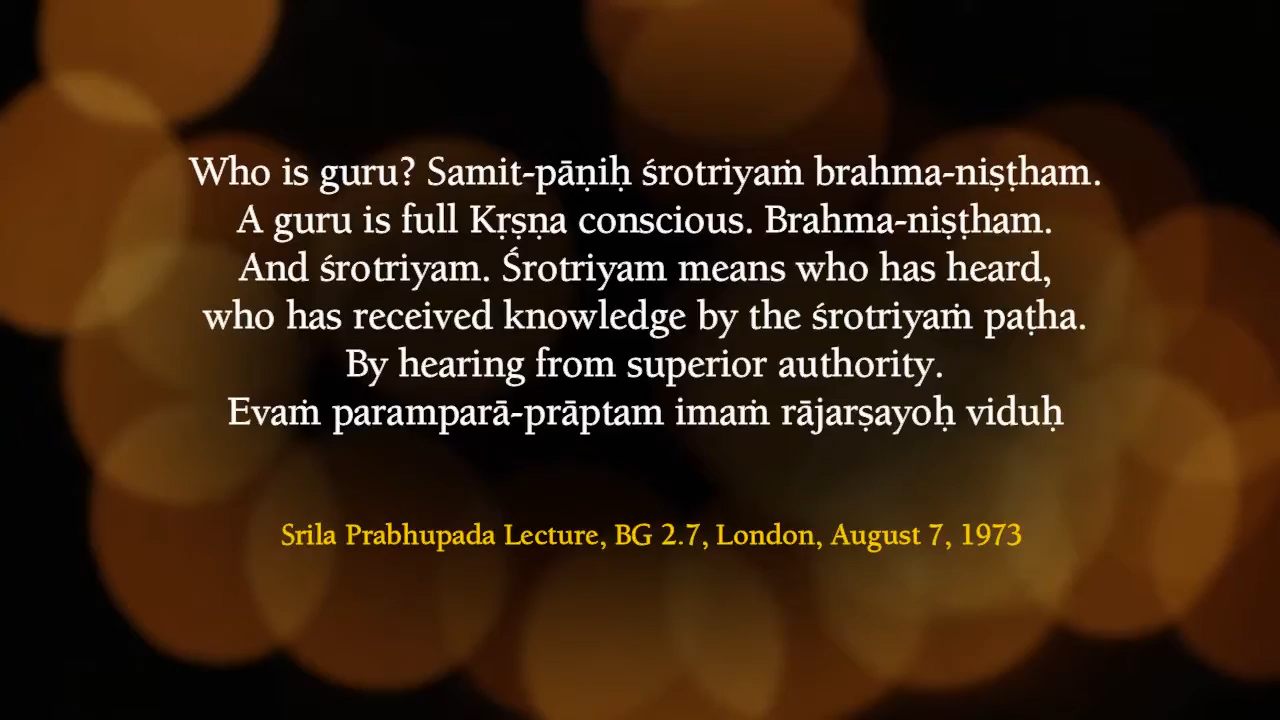 Who is guru? Samit-pāṇiḥ śrotriyaṁ brahma-niṣṭham.
A guru is full Kṛṣṇa conscious. Brahma-niṣṭham.
And śrotriyam. Śrotriyam means who has heard,
who has received knowledge by the śrotriyaṁ paṭha.
By hearing from superior authority.
Evaṁ paramparā-prāptam imaṁ rājarṣayoḥ viduḥ
Srila Prabhupada Lecture, BG 2.7, London, August 7, 1973